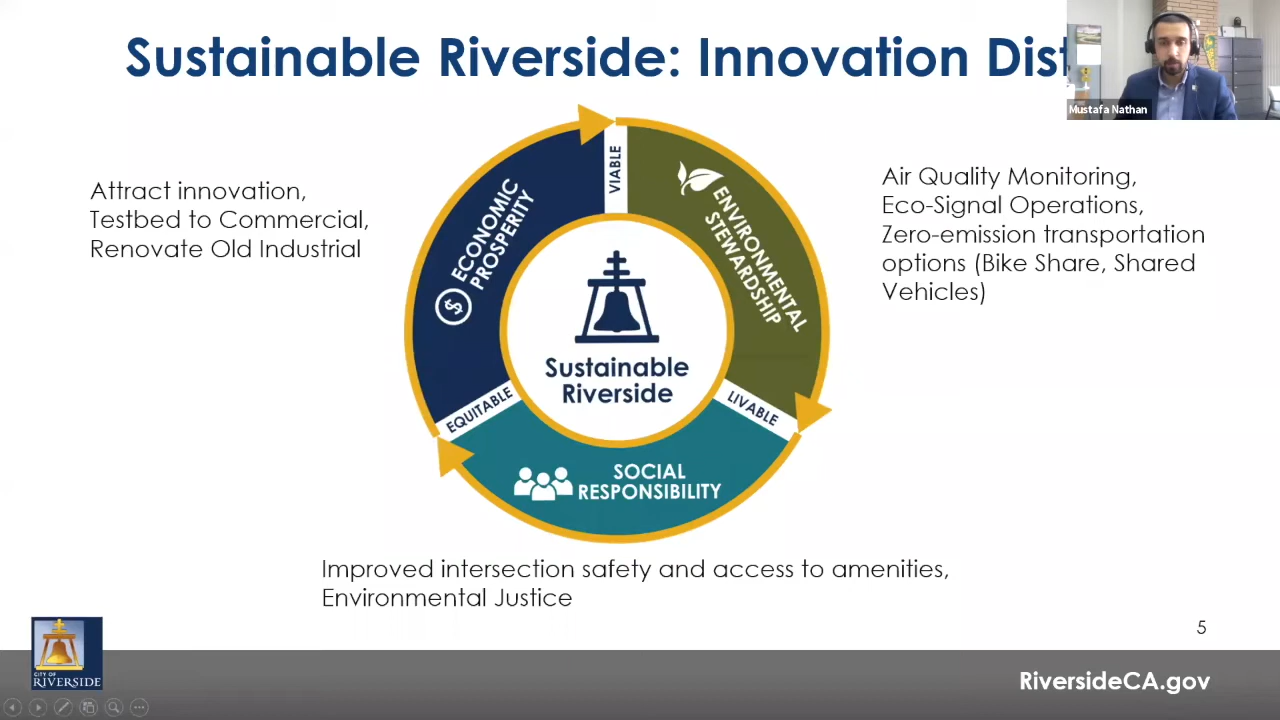 Sustainable Riverside: Innovation Dist
Mustafa Nathan
Attract innovation,
Testbed to Commercial,
Renovate Old Industrial
Air Quality Monitoring,
Eco-Signal Operations,
Zero-emission transportation
options (Bike Share, Shared
Vehicles)
VIABLE
ECONOMIC
PROSPERITY
$
ENVIRONMENTAL
STEWARDSHIP
Sustainable
Riverside
EQUITABLE
LIVABLE
SOCIAL
RESPONSIBILITY
Improved intersection safety and access to amenities,
Environmental Justice
5
CITY OF
RIVERSIDE
RiversideCA.gov